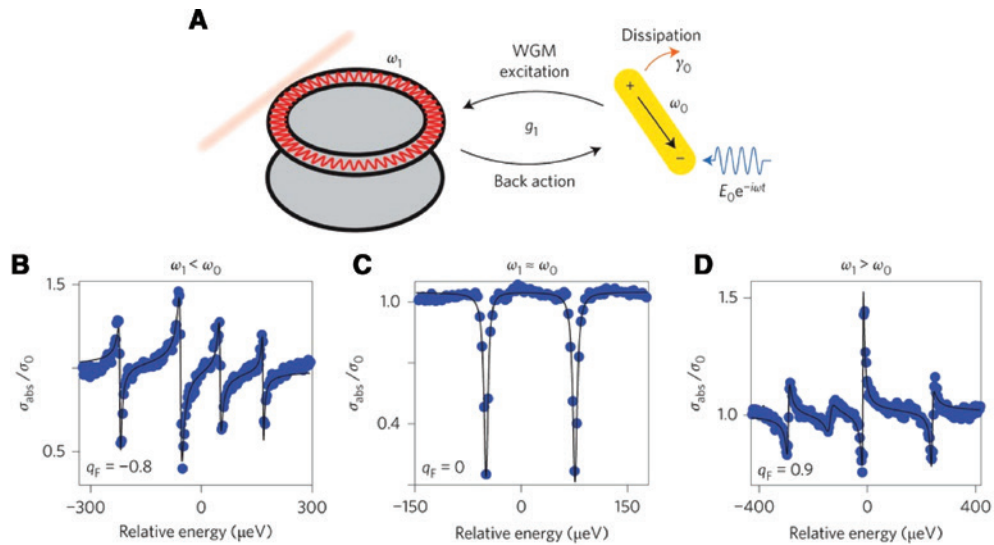 A
ω₁
WGM
excitation
g₁
Back action
Dissipation
γ₀
+
ω₀
−
E₀e⁻ⁱωᵗ
B
ω₁ < ω₀
1.5
1.0
0.5
σabs/σ₀
qF = −0.8
−300
0
300
Relative energy (μeV)
C
ω₁ = ω₀
1.0
0.4
σabs/σ₀
qF = 0
−150
0
150
Relative energy (μeV)
D
ω₁ > ω₀
1.5
1.0
σabs/σ₀
qF = 0.9
−400
0
400
Relative energy (μeV)